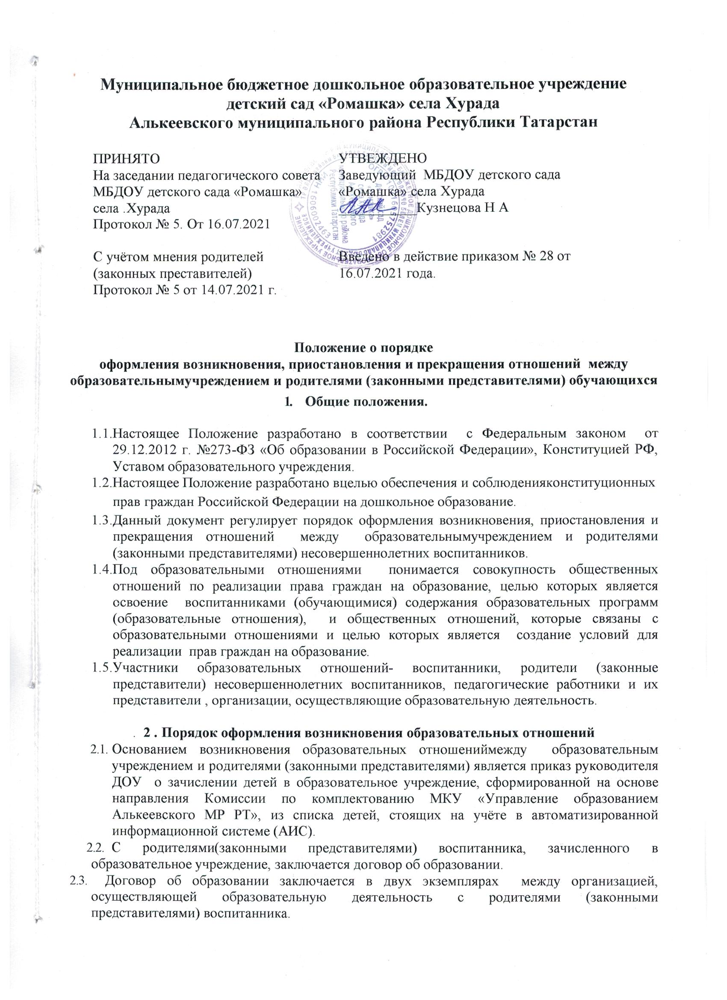 Муниципальное бюджетное дошкольное образовательное учреждение
детский сад «Ромашка» села Хурада
Алькеевского муниципального района Республики Татарстан
ПРИНЯТО
На заседании педагогического совета
МБДОУ детского сада «Ромашка»
села .Хурада
Протокол № 5. От 16.07.2021
С учётом мнения родителей
(законных преставителей)
Протокол № 5 от 14.07.2021 г.
УТВЕЖДЕНО
Заведующий МБДОУ детского сада
«Ромашка» села Хурада
Кузнецова Н А
Введено в действие приказом № 28 от
16.07.2021 года.
муниципального района
Республики Татарстан
ИНН 1609002463
Положение о порядке
оформления возникновения, приостановления и прекращения отношений между
образовательнымучреждением и родителями (законными представителями) обучающихся
1. Общие положения.
1.1.Настоящее Положение разработано в соответствии с Федеральным законом от
29.12.2012 г. №273-ФЗ «Об образовании в Российской Федерации», Конституцией РФ,
Уставом образовательного учреждения.
1.2.Настоящее Положение разработано вцелью обеспечения и соблюденияконституционных
прав граждан Российской Федерации на дошкольное образование.
1.3.Данный документ регулирует порядок оформления возникновения, приостановления и
прекращения отношений между образовательнымучреждением и родителями
(законными представителями) несовершеннолетних воспитанников.
1.4.Под образовательными отношениями понимается совокупность общественных
отношений по реализации права граждан на образование, целью которых является
освоение воспитанниками (обучающимися) содержания образовательных программ
(образовательные отношения), и общественных отношений, которые связаны с
образовательными отношениями и целью которых является создание условий для
реализации прав граждан на образование.
1.5.Участники образовательных отношений- воспитанники, родители (законные
представители) несовершеннолетних воспитанников, педагогические работники и их
представители , организации, осуществляющие образовательную деятельность.
. 2 . Порядок оформления возникновения образовательных отношений
2.1. Основанием возникновения образовательных отношениймежду образовательным
учреждением и родителями (законными представителями) является приказ руководителя
ДОУ о зачислении детей в образовательное учреждение, сформированной на основе
направления Комиссии по комплектованию МКУ «Управление образованием
Алькеевского МР РТ», из списка детей, стоящих на учёте в автоматизированной
информационной системе (АИС).
2.2. С родителями(законными представителями) воспитанника, зачисленного в
образовательное учреждение, заключается договор об образовании.
2.3. Договор об образовании заключается в двух экземплярах между организацией,
осуществляющей образовательную деятельность с родителями (законными
представителями) воспитанника.